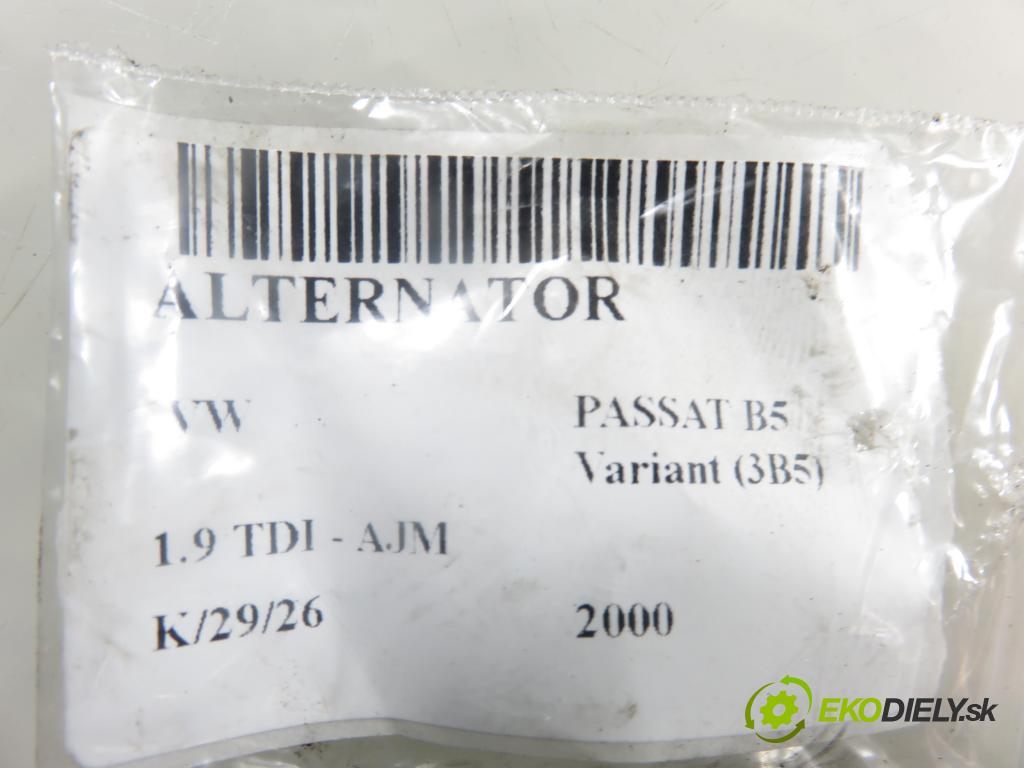 ALTERNATOR
VW
PASSAT B5
Variant (3B5)
1.9 TDI - AJM
K/29/26
2000
EKODIELY.sk